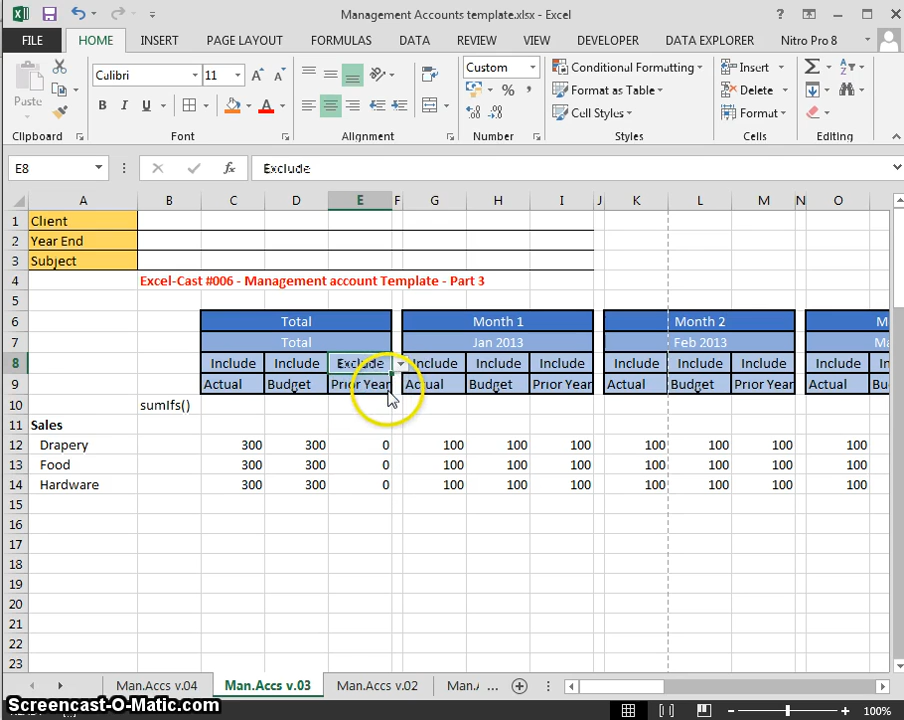 Management Accounts template.xlsx - Excel
FILE HOME INSERT PAGE LAYOUT FORMULAS DATA REVIEW VIEW DEVELOPER DATA EXPLORER Nitro Pro 8
Calibri 11 Custom Conditional Formatting Insert
Paste B I U A % Format as Table Delete
Cell Styles Format
Clipboard Font Alignment Number Styles Cells Editing
E8 fx Exclude
A B C D E F G H I J K L M N O
1 Client
2 Year End
3 Subject
4 Excel-Cast #006 - Management account Template - Part 3
5
6 Total Month 1 Month 2 M
7 Total Jan 2013 Feb 2013 Ma
8 Include Include Exclude Include Include Include Include Include Include Include In
9 Actual Budget Prior Year Actual Budget Prior Year Actual Budget Prior Year Actual Bu
10 sumIfs()
11 Sales
12 Drapery 300 300 0 100 100 100 100 100 100 100
13 Food 300 300 0 100 100 100 100 100 100 100
14 Hardware 300 300 0 100 100 100 100 100 100 100
15
16
17
18
19
20
21
22
23
Man.Accs v.04 Man.Accs v.03 Man.Accs v.02 Man.A ...
100%
Screencast-O-Matic.com